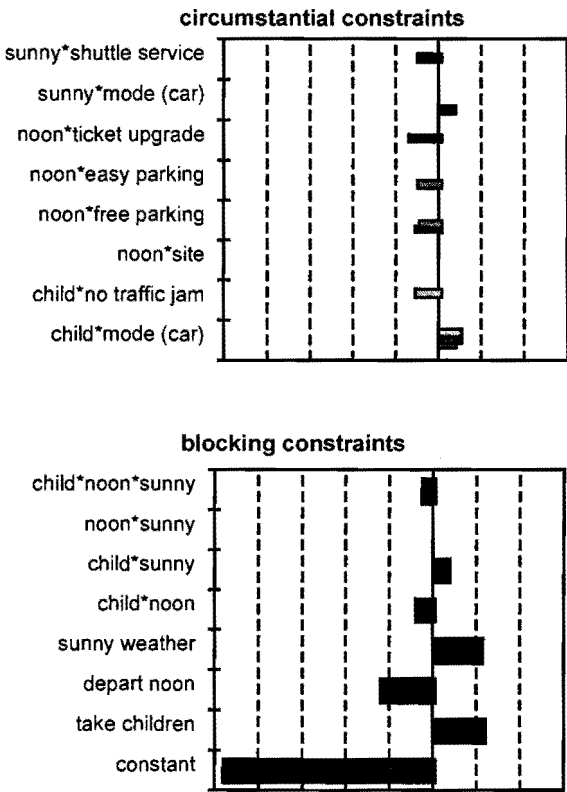 circumstantial constraints
sunny*shuttle service
sunny*mode (car)
noon*ticket upgrade
noon*easy parking
noon*free parking
noon*site
child*no traffic jam
child*mode (car)
blocking constraints
child*noon*sunny
noon*sunny
child*sunny
child*noon
sunny weather
depart noon
take children
constant